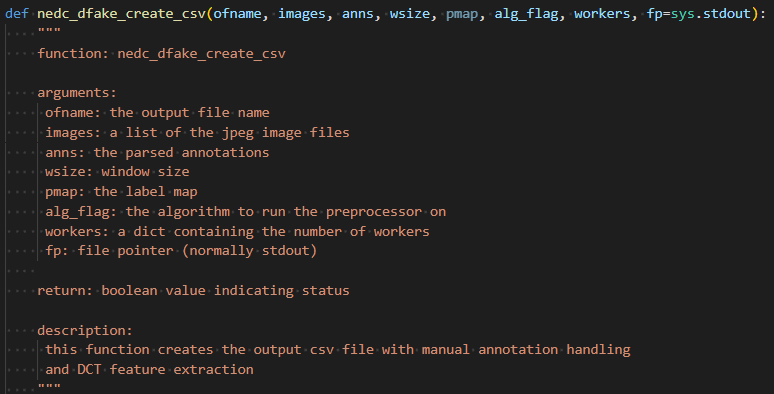 def nedc_dfake_create_csv(ofname, images, anns, wsize, pmap, alg_flag, workers, fp=sys.stdout):
    """
    function: nedc_dfake_create_csv

    arguments:
     ofname: the output file name
     images: a list of the jpeg image files
     anns: the parsed annotations
     wsize: window size
     pmap: the label map
     alg_flag: the algorithm to run the preprocessor on
     workers: a dict containing the number of workers
     fp: file pointer (normally stdout)

    return: boolean value indicating status

    description:
     this function creates the output csv file with manual annotation handling
     and DCT feature extraction
    """